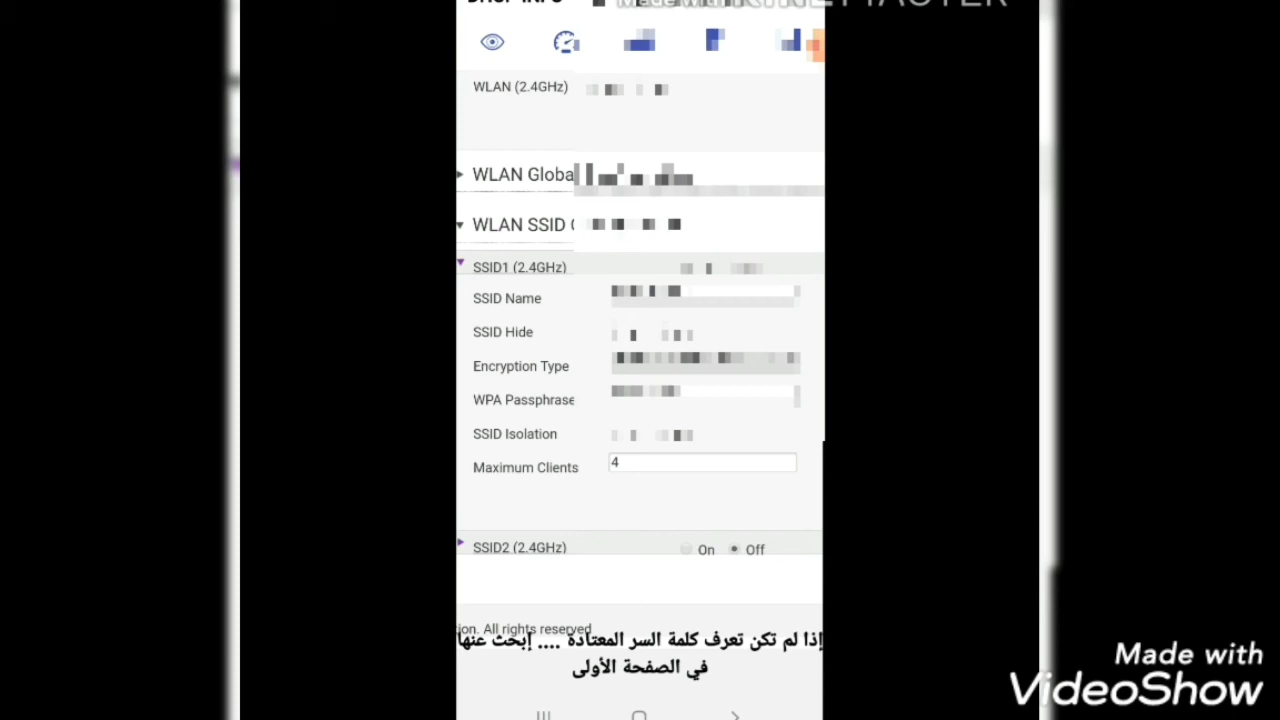 WLAN (2.4GHz)
WLAN Globa
WLAN SSID
SSID1 (2.4GHz)
SSID Name
SSID Hide
Encryption Type
WPA Passphrase
SSID Isolation
Maximum Clients 4
SSID2 (2.4GHz) On Off
ion. All rights reserved
إذا لم تكن تعرف كلمة السر المعتادة .... إبحث عنها
في الصفحة الأولى
Made with
VideoShow